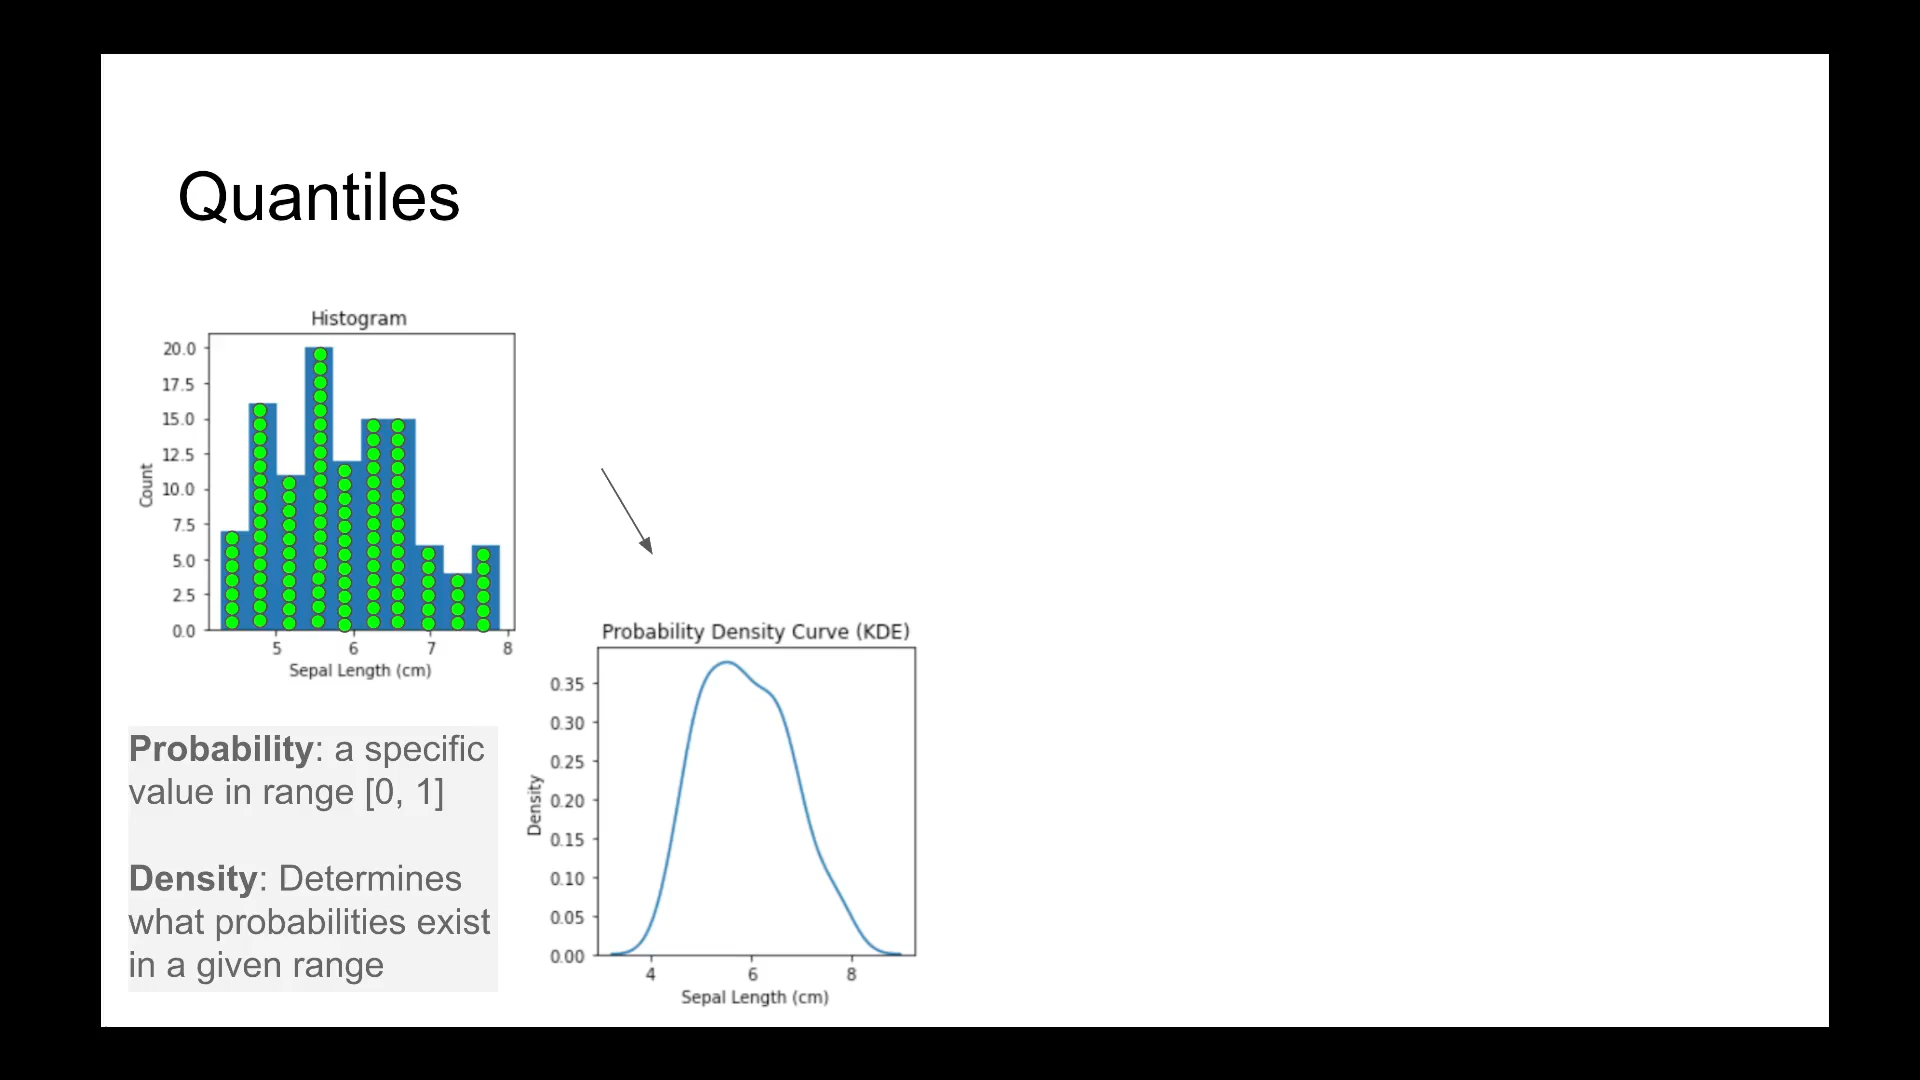 Quantiles
Histogram
20.0
17.5
15.0
12.5
10.0
7.5
5.0
2.5
0.0
Count
5 6 7 8
Sepal Length (cm)
Probability: a specific
value in range [0, 1]
Density: Determines
what probabilities exist
in a given range
Probability Density Curve (KDE)
0.35
0.30
0.25
0.20
0.15
0.10
0.05
0.00
Density
4 6 8
Sepal Length (cm)